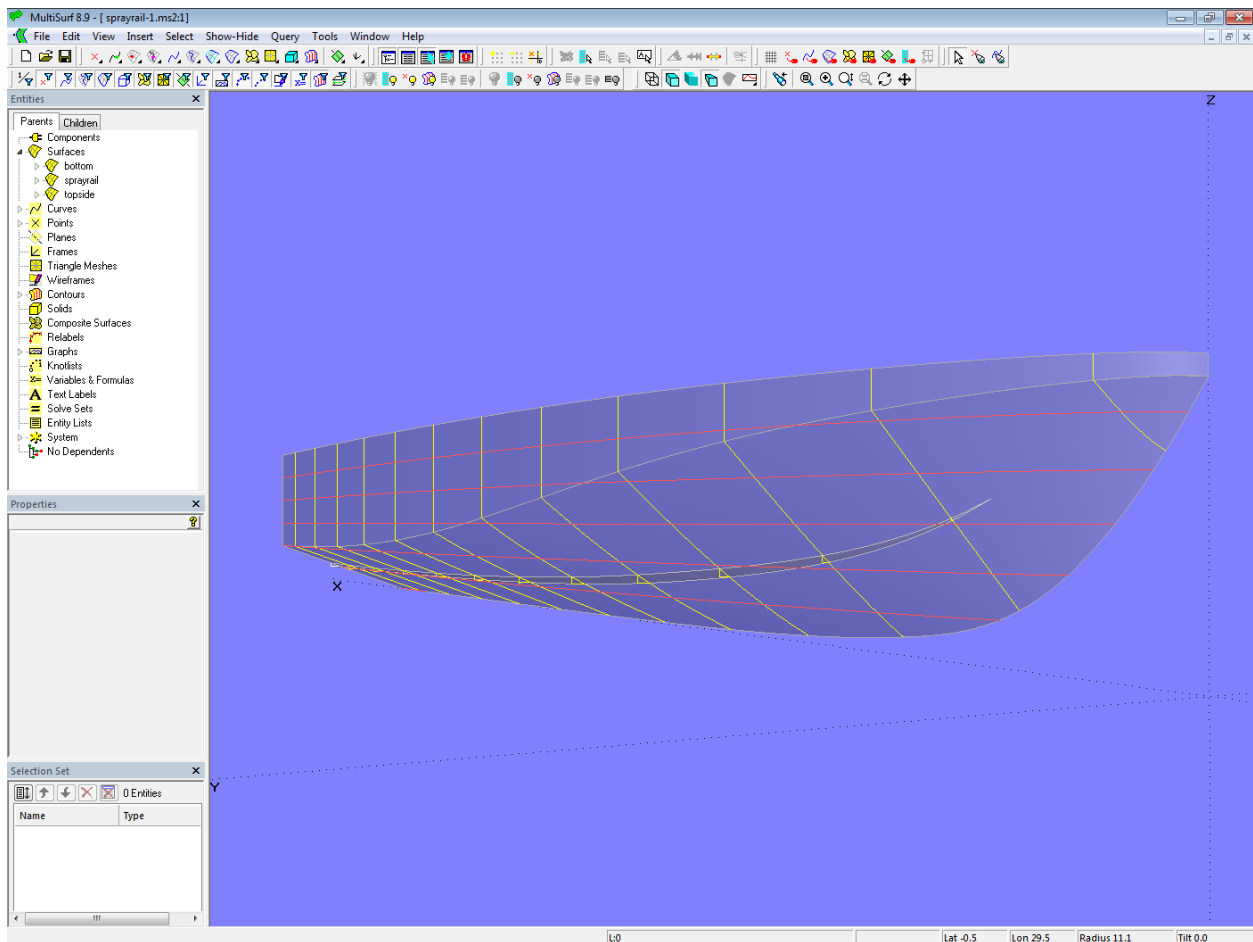 MultiSurf 8.9 - [ sprayrail-1.ms2:1]
File Edit View Insert Select Show-Hide Query Tools Window Help
Entities
Parents Children
Components
Surfaces
bottom
sprayrail
topside
Curves
Points
Planes
Frames
Triangle Meshes
Wireframes
Contours
Solids
Composite Surfaces
Relabels
Graphs
Knotlists
Variables & Formulas
Text Labels
Solve Sets
Entity Lists
System
No Dependents
Properties
Selection Set
0 Entities
Name Type
Z
X
Y
L:0 Lat -0.5 Lon 29.5 Radius 11.1 Tilt 0.0